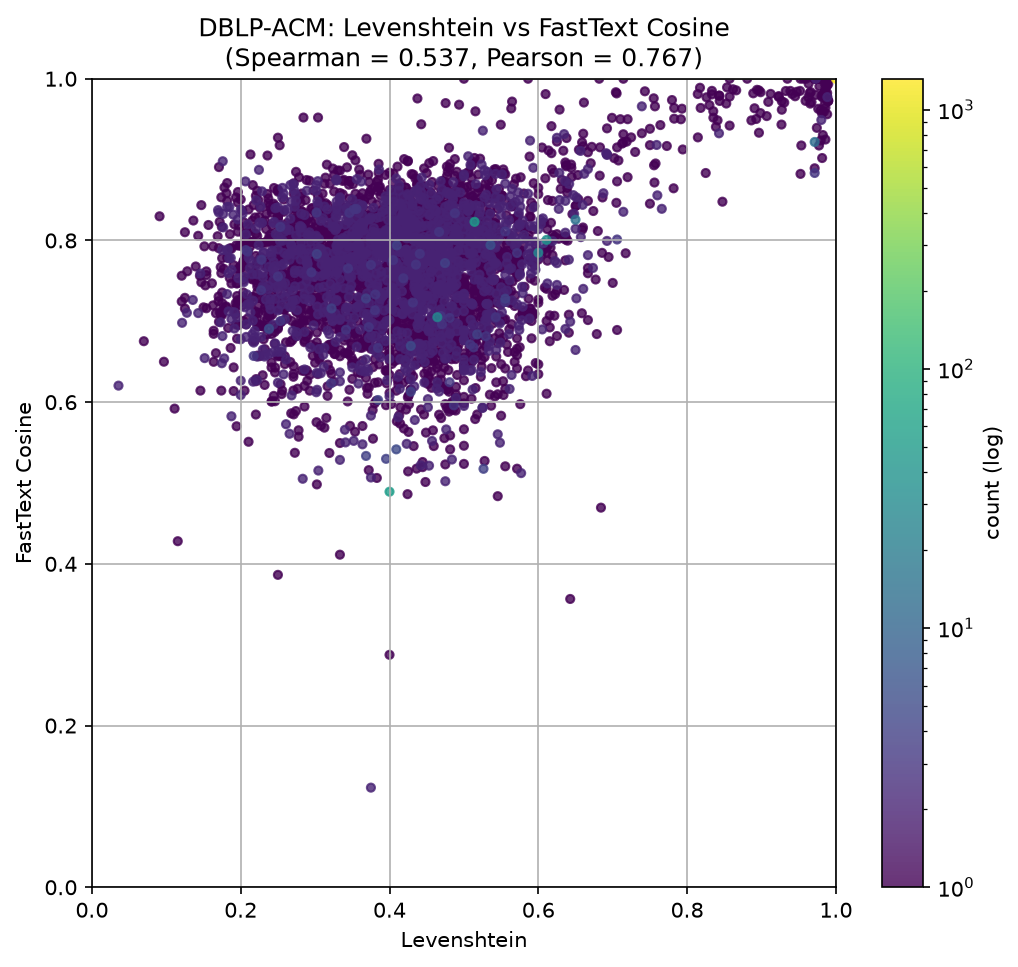 DBLP-ACM: Levenshtein vs FastText Cosine
(Spearman = 0.537, Pearson = 0.767)
1.0
0.8
0.6
0.4
0.2
0.0
FastText Cosine
0.0 0.2 0.4 0.6 0.8 1.0
Levenshtein
10³
10²
10¹
10⁰
count (log)